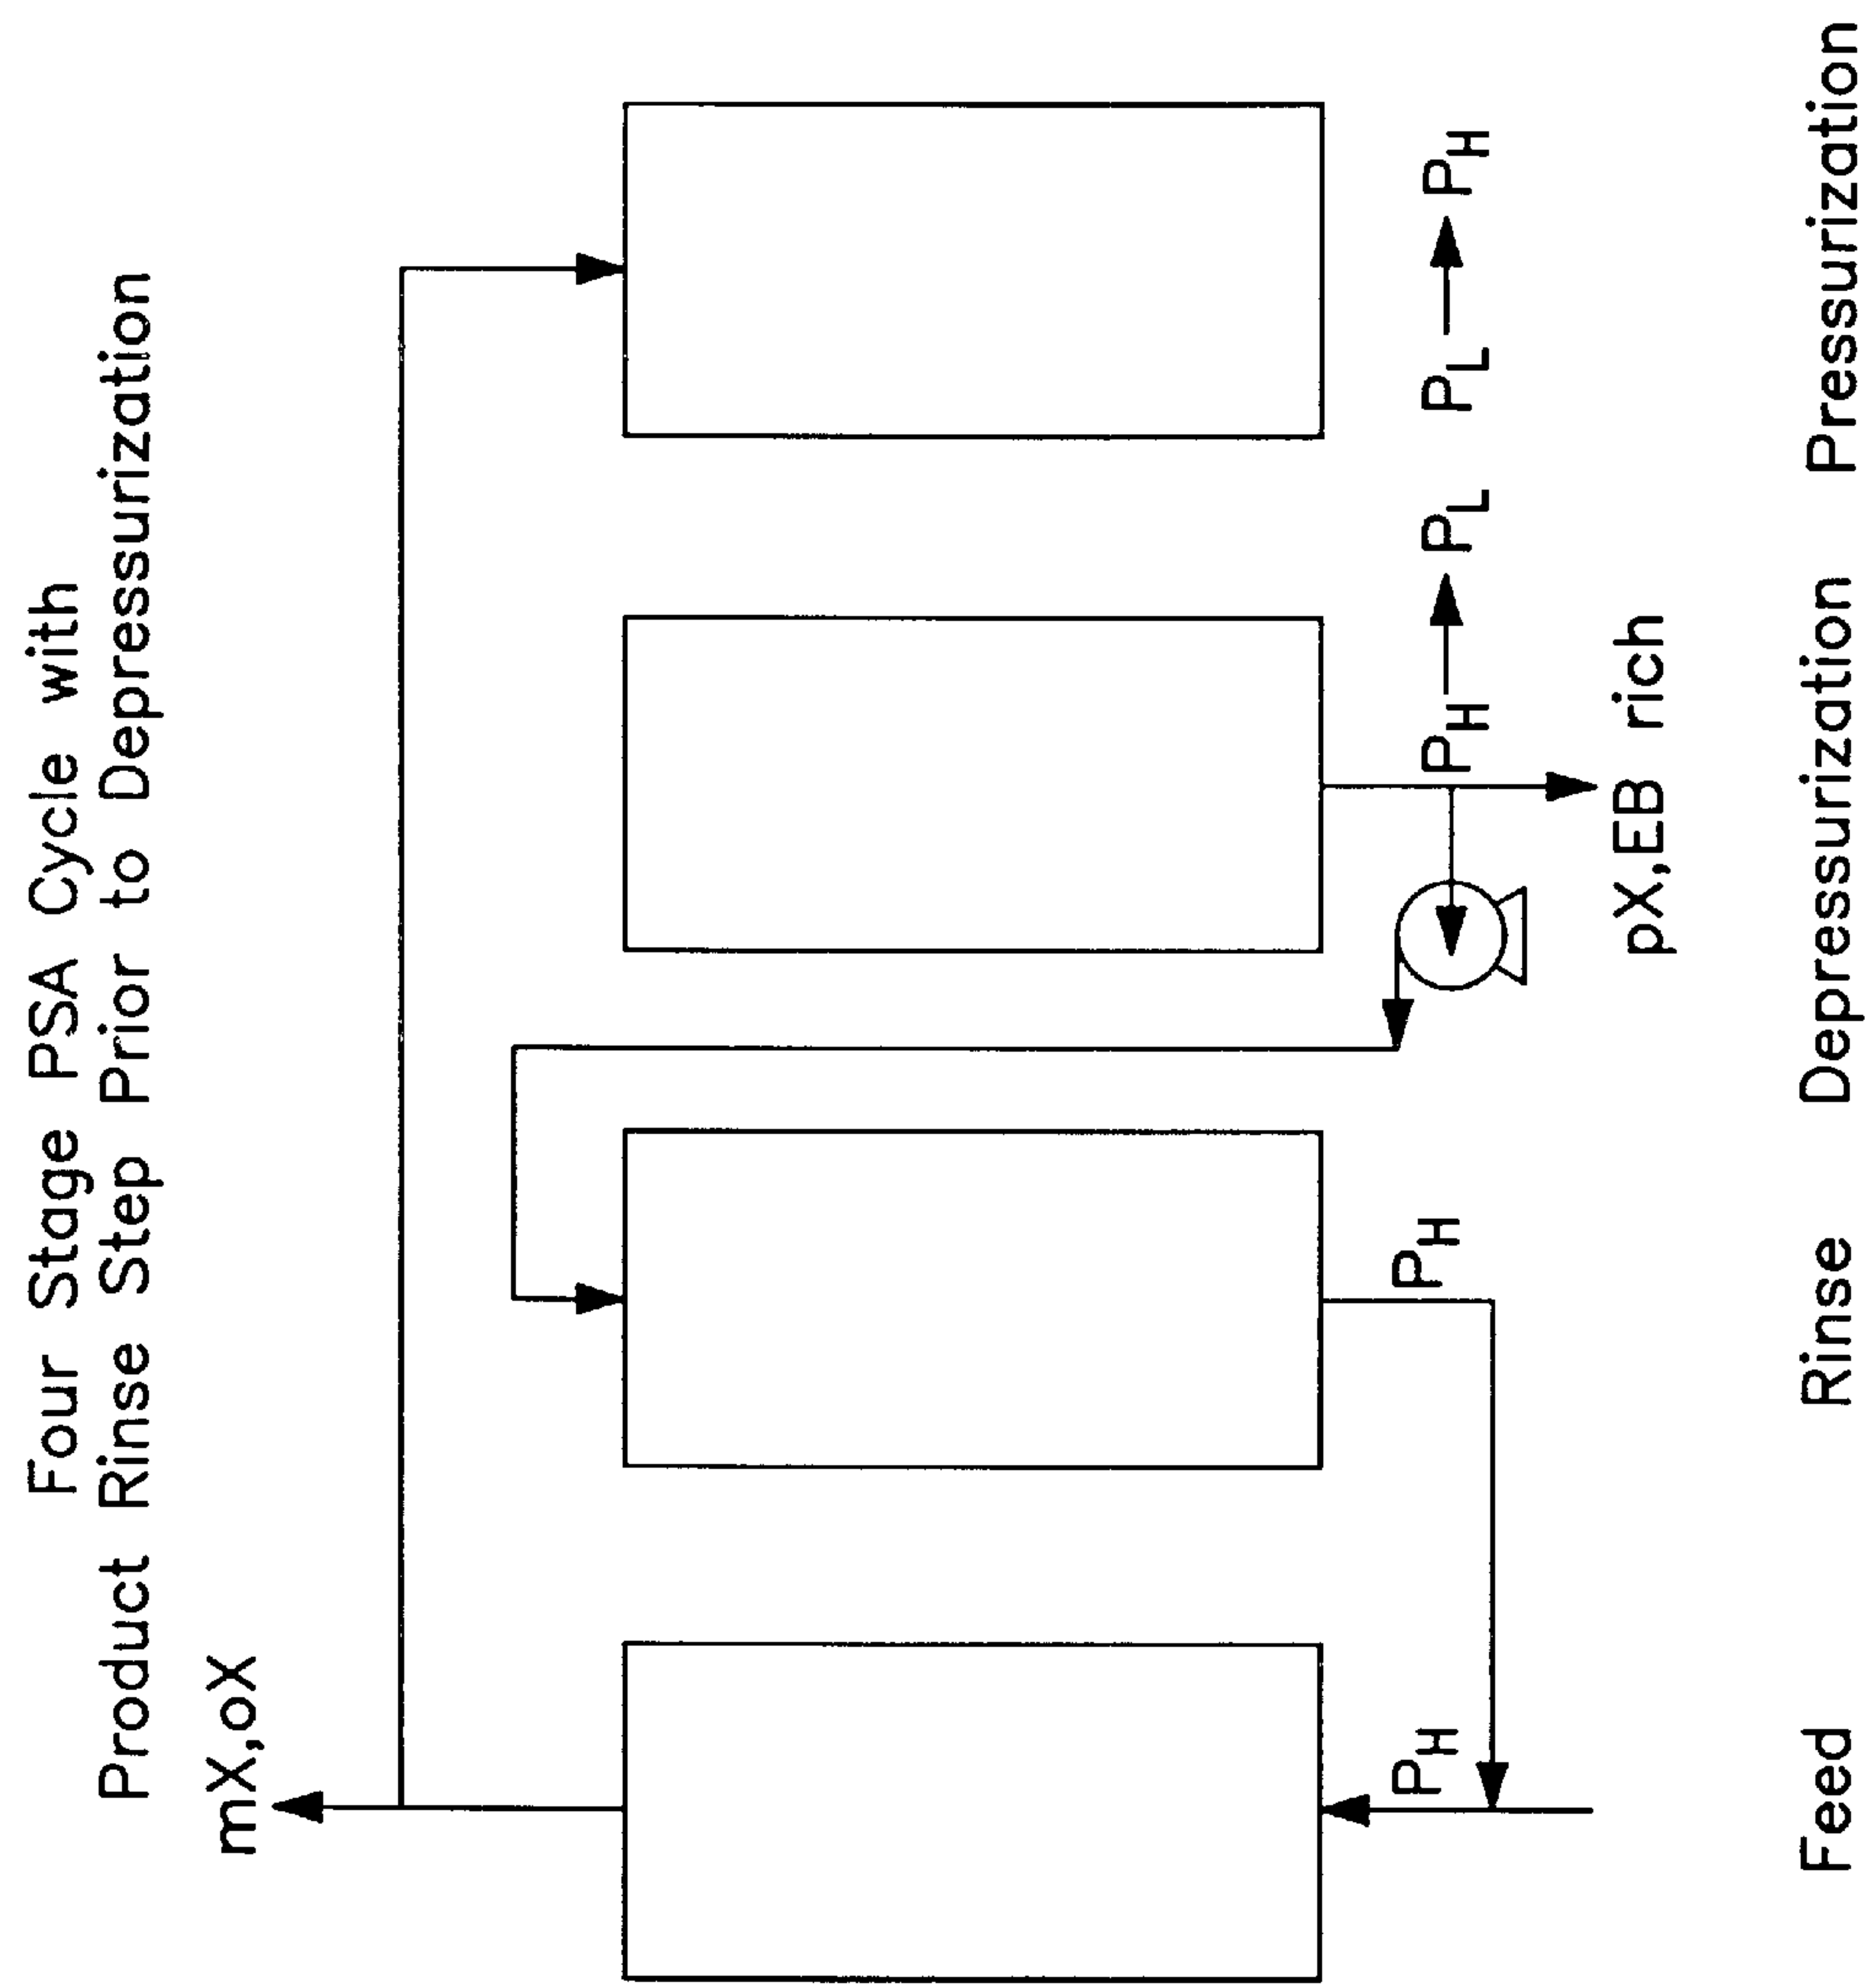 Four Stage PSA Cycle with
Product Rinse Step Prior to Depressurization
mX,oX
P_H
P_H
P_H → P_L
P_L → P_H
pX,EB rich
Feed
Rinse
Depressurization
Pressurization